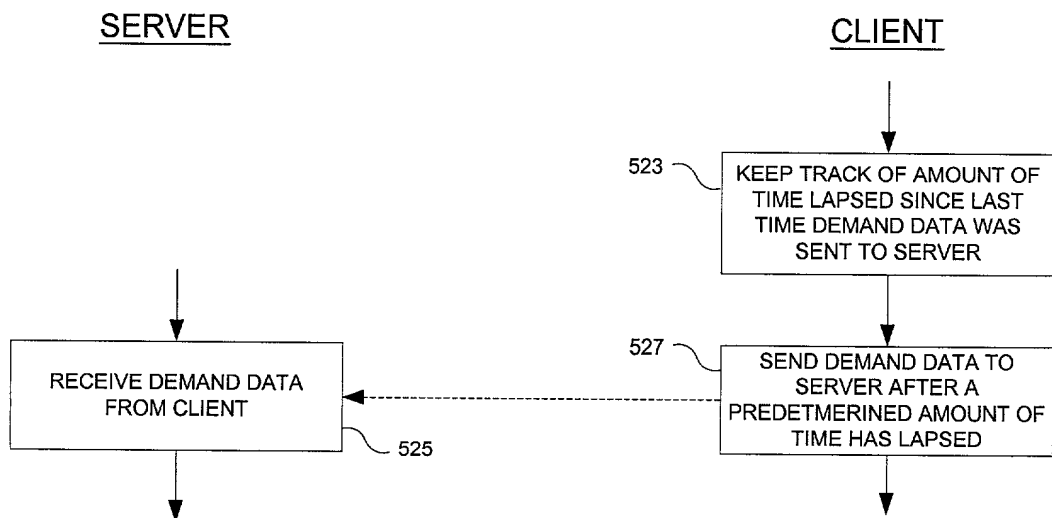 SERVER
CLIENT
523
KEEP TRACK OF AMOUNT OF
TIME LAPSED SINCE LAST
TIME DEMAND DATA WAS
SENT TO SERVER
527
SEND DEMAND DATA TO
SERVER AFTER A
PREDETMERINED AMOUNT OF
TIME HAS LAPSED
RECEIVE DEMAND DATA
FROM CLIENT
525